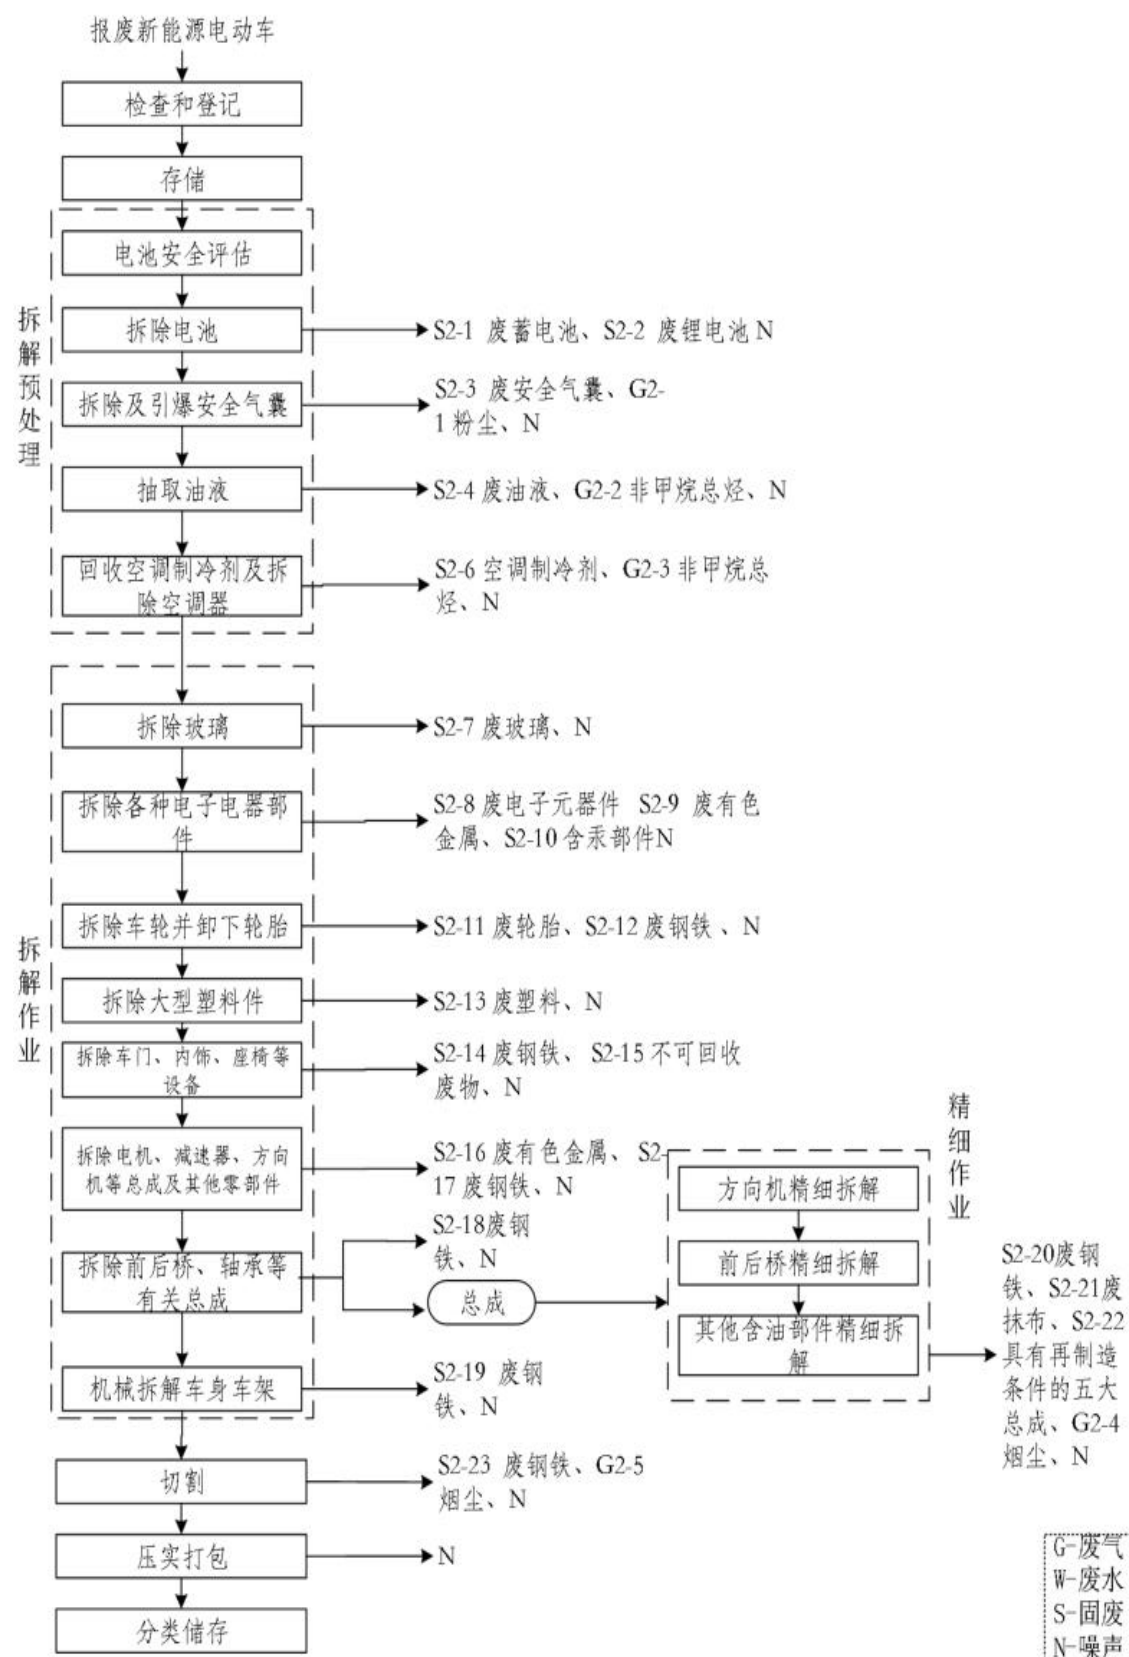 报废新能源电动车
检查和登记
存储
拆解预处理
电池安全评估
拆除电池
S2-1 废蓄电池、S2-2 废锂电池 N
拆除及引爆安全气囊
S2-3 废安全气囊、G2-
1 粉尘、N
抽取油液
S2-4 废油液、G2-2 非甲烷总烃、N
回收空调制冷剂及拆
除空调器
S2-6 空调制冷剂、G2-3 非甲烷总
烃、N
拆解作业
拆除玻璃
S2-7 废玻璃、N
拆除各种电子电器部
件
S2-8 废电子元器件 S2-9 废有色
金属、S2-10 含汞部件N
拆除车轮并卸下轮胎
S2-11 废轮胎、S2-12 废钢铁 、N
拆除大型塑料件
S2-13 废塑料、N
拆除车门、内饰、座椅等
设备
S2-14 废钢铁、 S2-15 不可回收
废物、N
拆除电机、减速器、方向
机等总成及其他零部件
S2-16 废有色金属、 S2-
17 废钢铁、N
拆除前后桥、轴承等
有关总成
S2-18废钢
铁、N
总成
精细作业
方向机精细拆解
前后桥精细拆解
其他含油部件精细拆
解
S2-20废钢
铁、S2-21废
抹布、S2-22
具有再制造
条件的五大
总成、G2-4
烟尘、N
机械拆解车身车架
S2-19 废钢
铁、N
切割
S2-23 废钢铁、G2-5
烟尘、N
压实打包
N
分类储存
G-废气
W-废水
S-固废
N-噪声